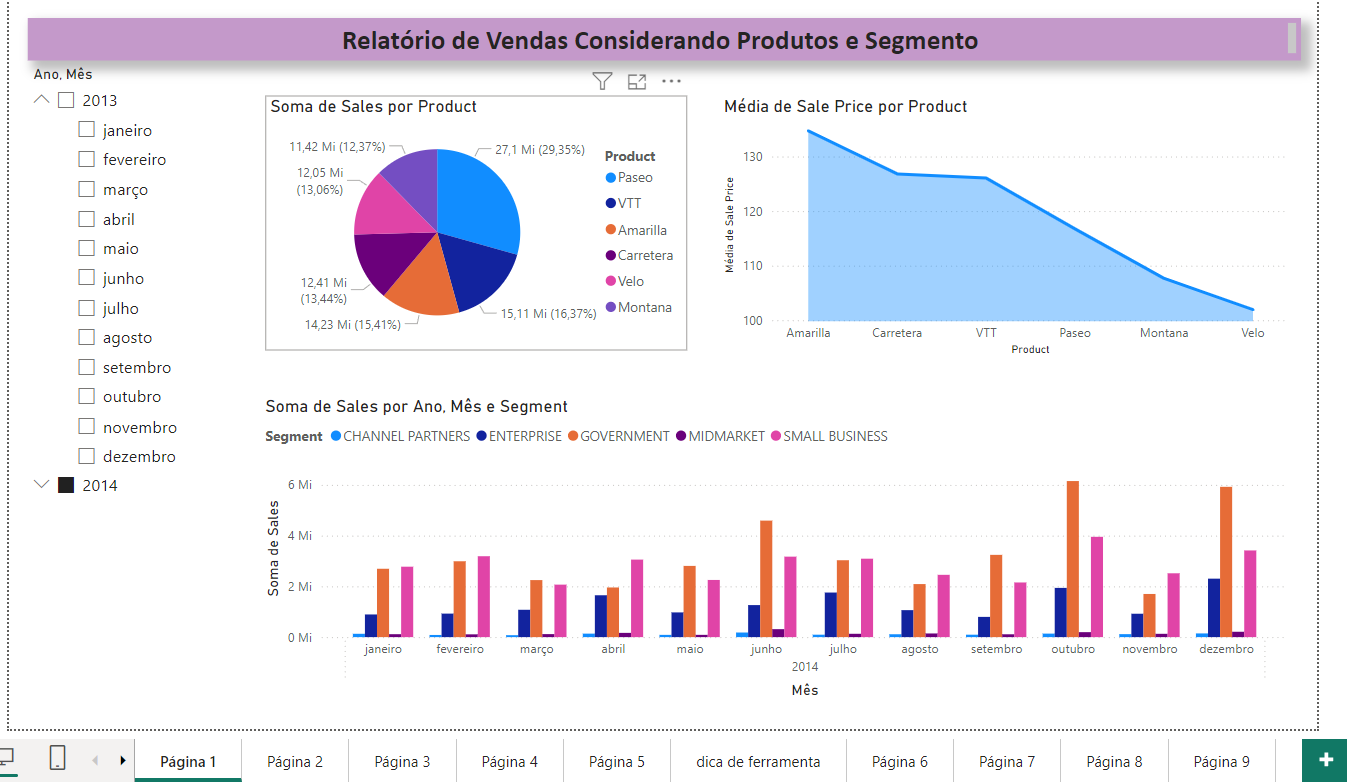 Relatório de Vendas Considerando Produtos e Segmento
Ano, Mês
2013
janeiro
fevereiro
março
abril
maio
junho
julho
agosto
setembro
outubro
novembro
dezembro
2014
Soma de Sales por Product
11,42 Mi (12,37%)
27,1 Mi (29,35%)
12,05 Mi
(13,06%)
12,41 Mi
(13,44%)
14,23 Mi (15,41%)
15,11 Mi (16,37%)
Product
Paseo
VTT
Amarilla
Carretera
Velo
Montana
Média de Sale Price por Product
Média de Sale Price
130
120
110
100
Amarilla Carretera VTT Paseo Montana Velo
Product
Soma de Sales por Ano, Mês e Segment
Segment CHANNEL PARTNERS ENTERPRISE GOVERNMENT MIDMARKET SMALL BUSINESS
Soma de Sales
6 Mi
4 Mi
2 Mi
0 Mi
janeiro fevereiro março abril maio junho julho agosto setembro outubro novembro dezembro
2014
Mês
Página 1 Página 2 Página 3 Página 4 Página 5 dica de ferramenta Página 6 Página 7 Página 8 Página 9